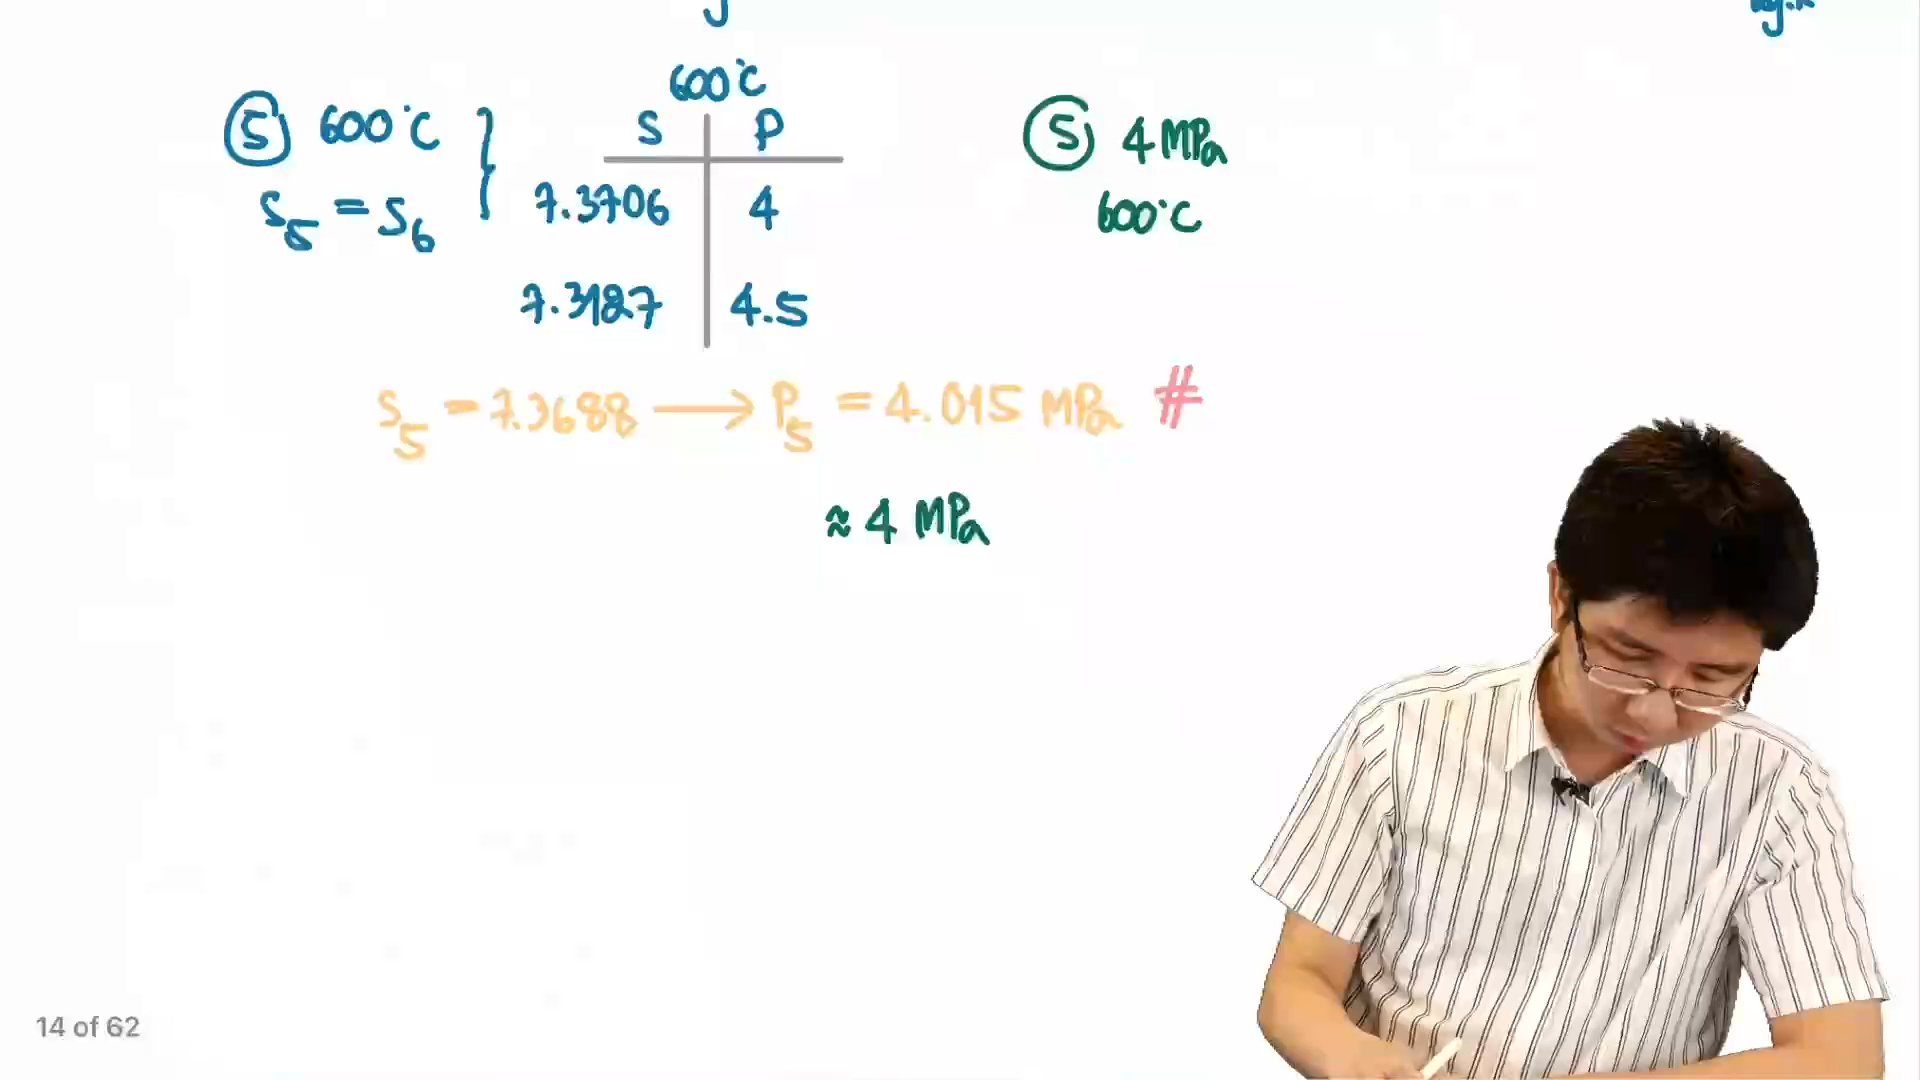 600°C
⑤ 600°C
S P
⑤ 4 MPa
S₅ = S₆
7.3706 4
600°C
7.3127 4.5
S₅ = 7.3688 ⟶ P₅ = 4.015 MPa #
≈ 4 MPa
14 of 62